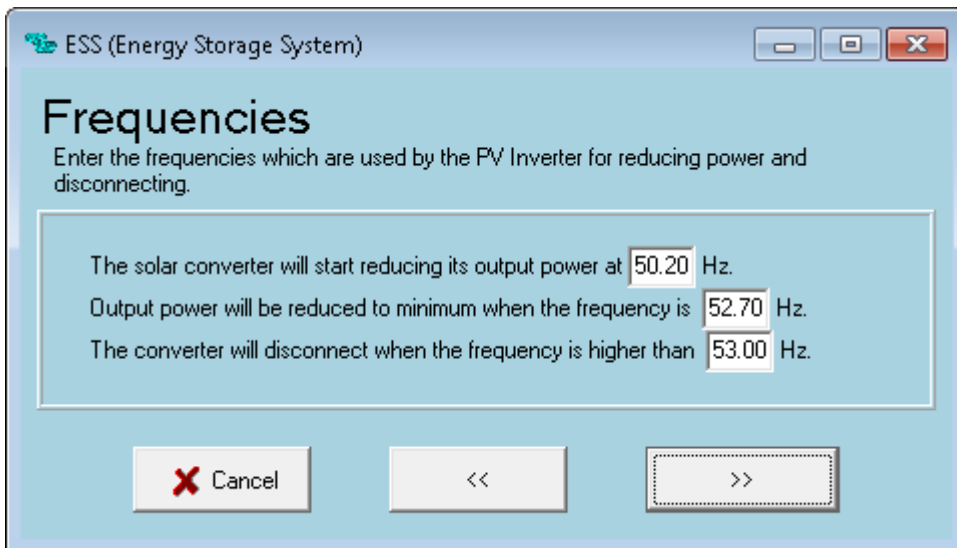 ESS (Energy Storage System)
Frequencies
Enter the frequencies which are used by the PV Inverter for reducing power and
disconnecting.
The solar converter will start reducing its output power at 50.20 Hz.
Output power will be reduced to minimum when the frequency is 52.70 Hz.
The converter will disconnect when the frequency is higher than 53.00 Hz.
Cancel << >>